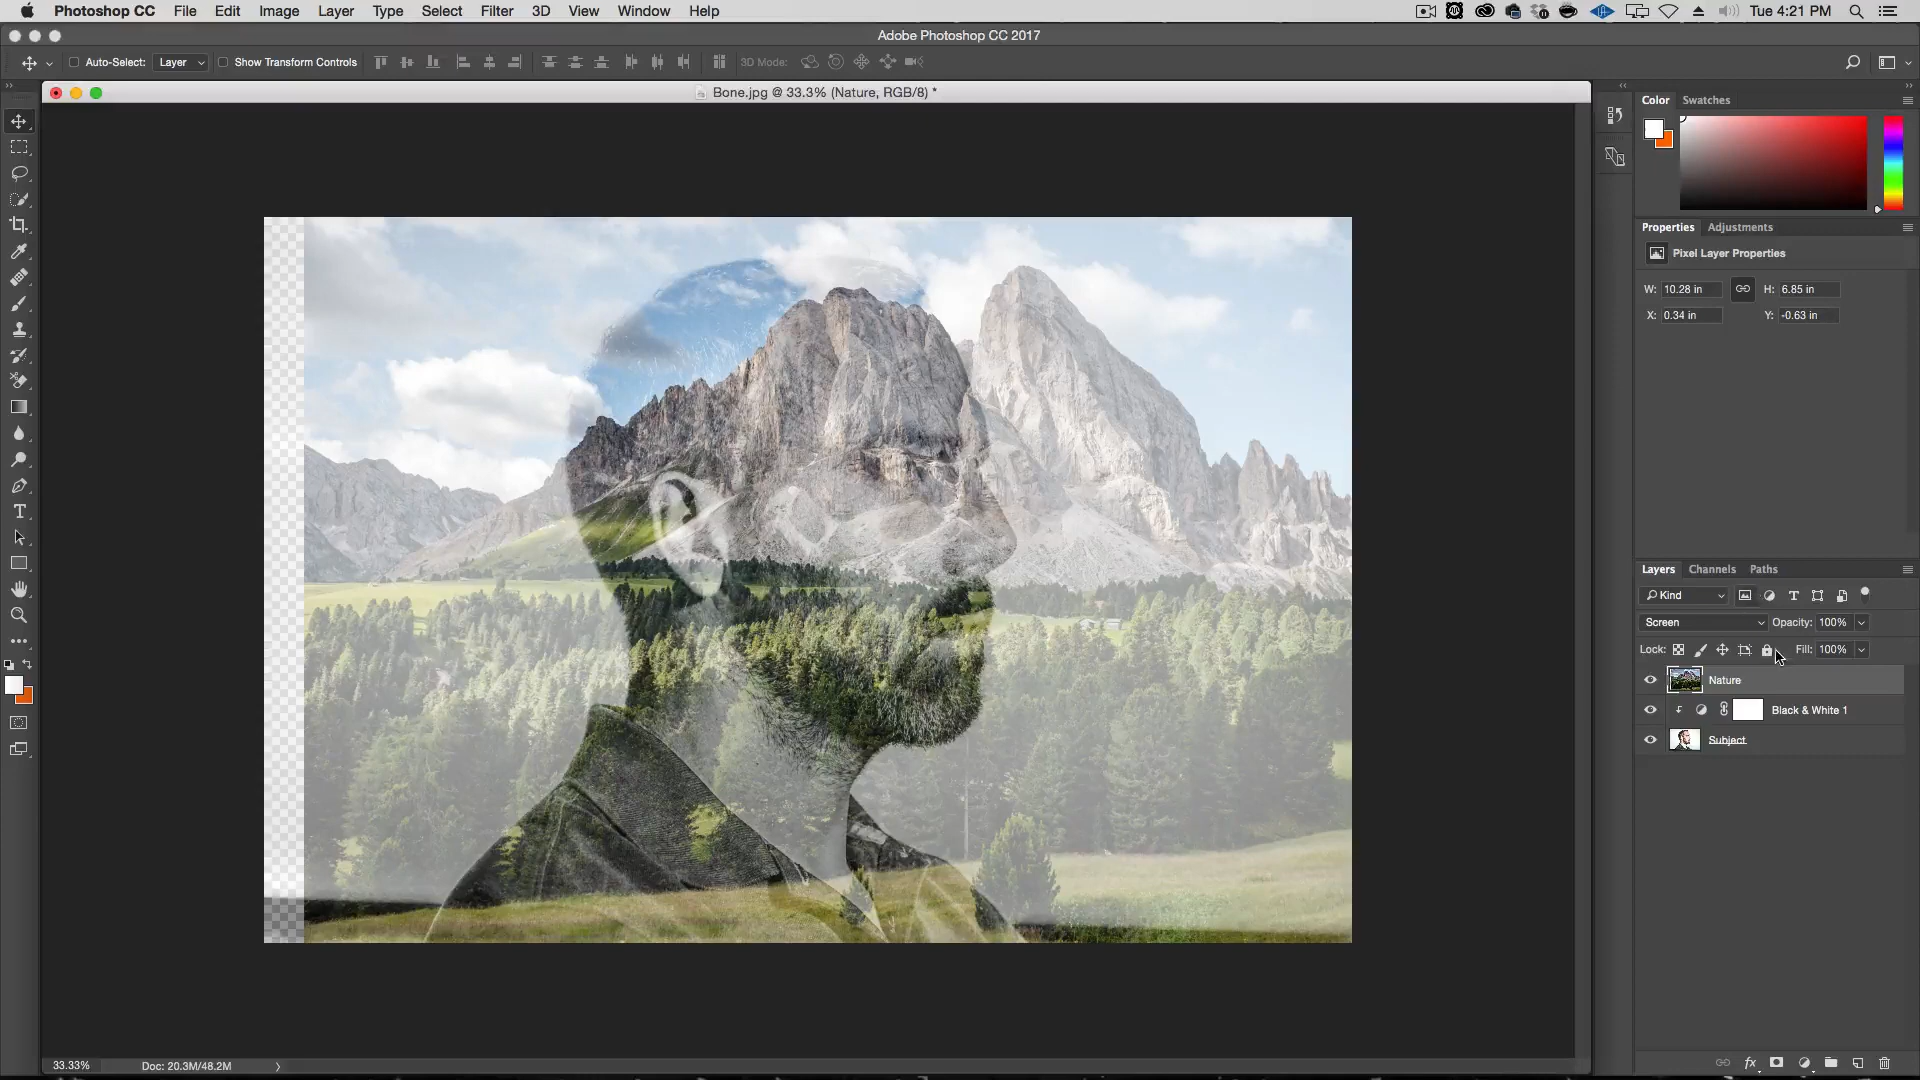 Photoshop CC File Edit Image Layer Type Select Filter 3D View Window Help Tue 4:21 PM
Adobe Photoshop CC 2017
Auto-Select: Layer Show Transform Controls 3D Mode:
Bone.jpg @ 33.3% (Nature, RGB/8) *
Color Swatches
Properties Adjustments
Pixel Layer Properties
W: 10.28 in H: 6.85 in
X: 0.34 in Y: -0.63 in
Layers Channels Paths
Kind
Screen Opacity: 100%
Lock: Fill: 100%
Nature
Black & White 1
Subject
33.33% Doc: 20.3M/48.2M